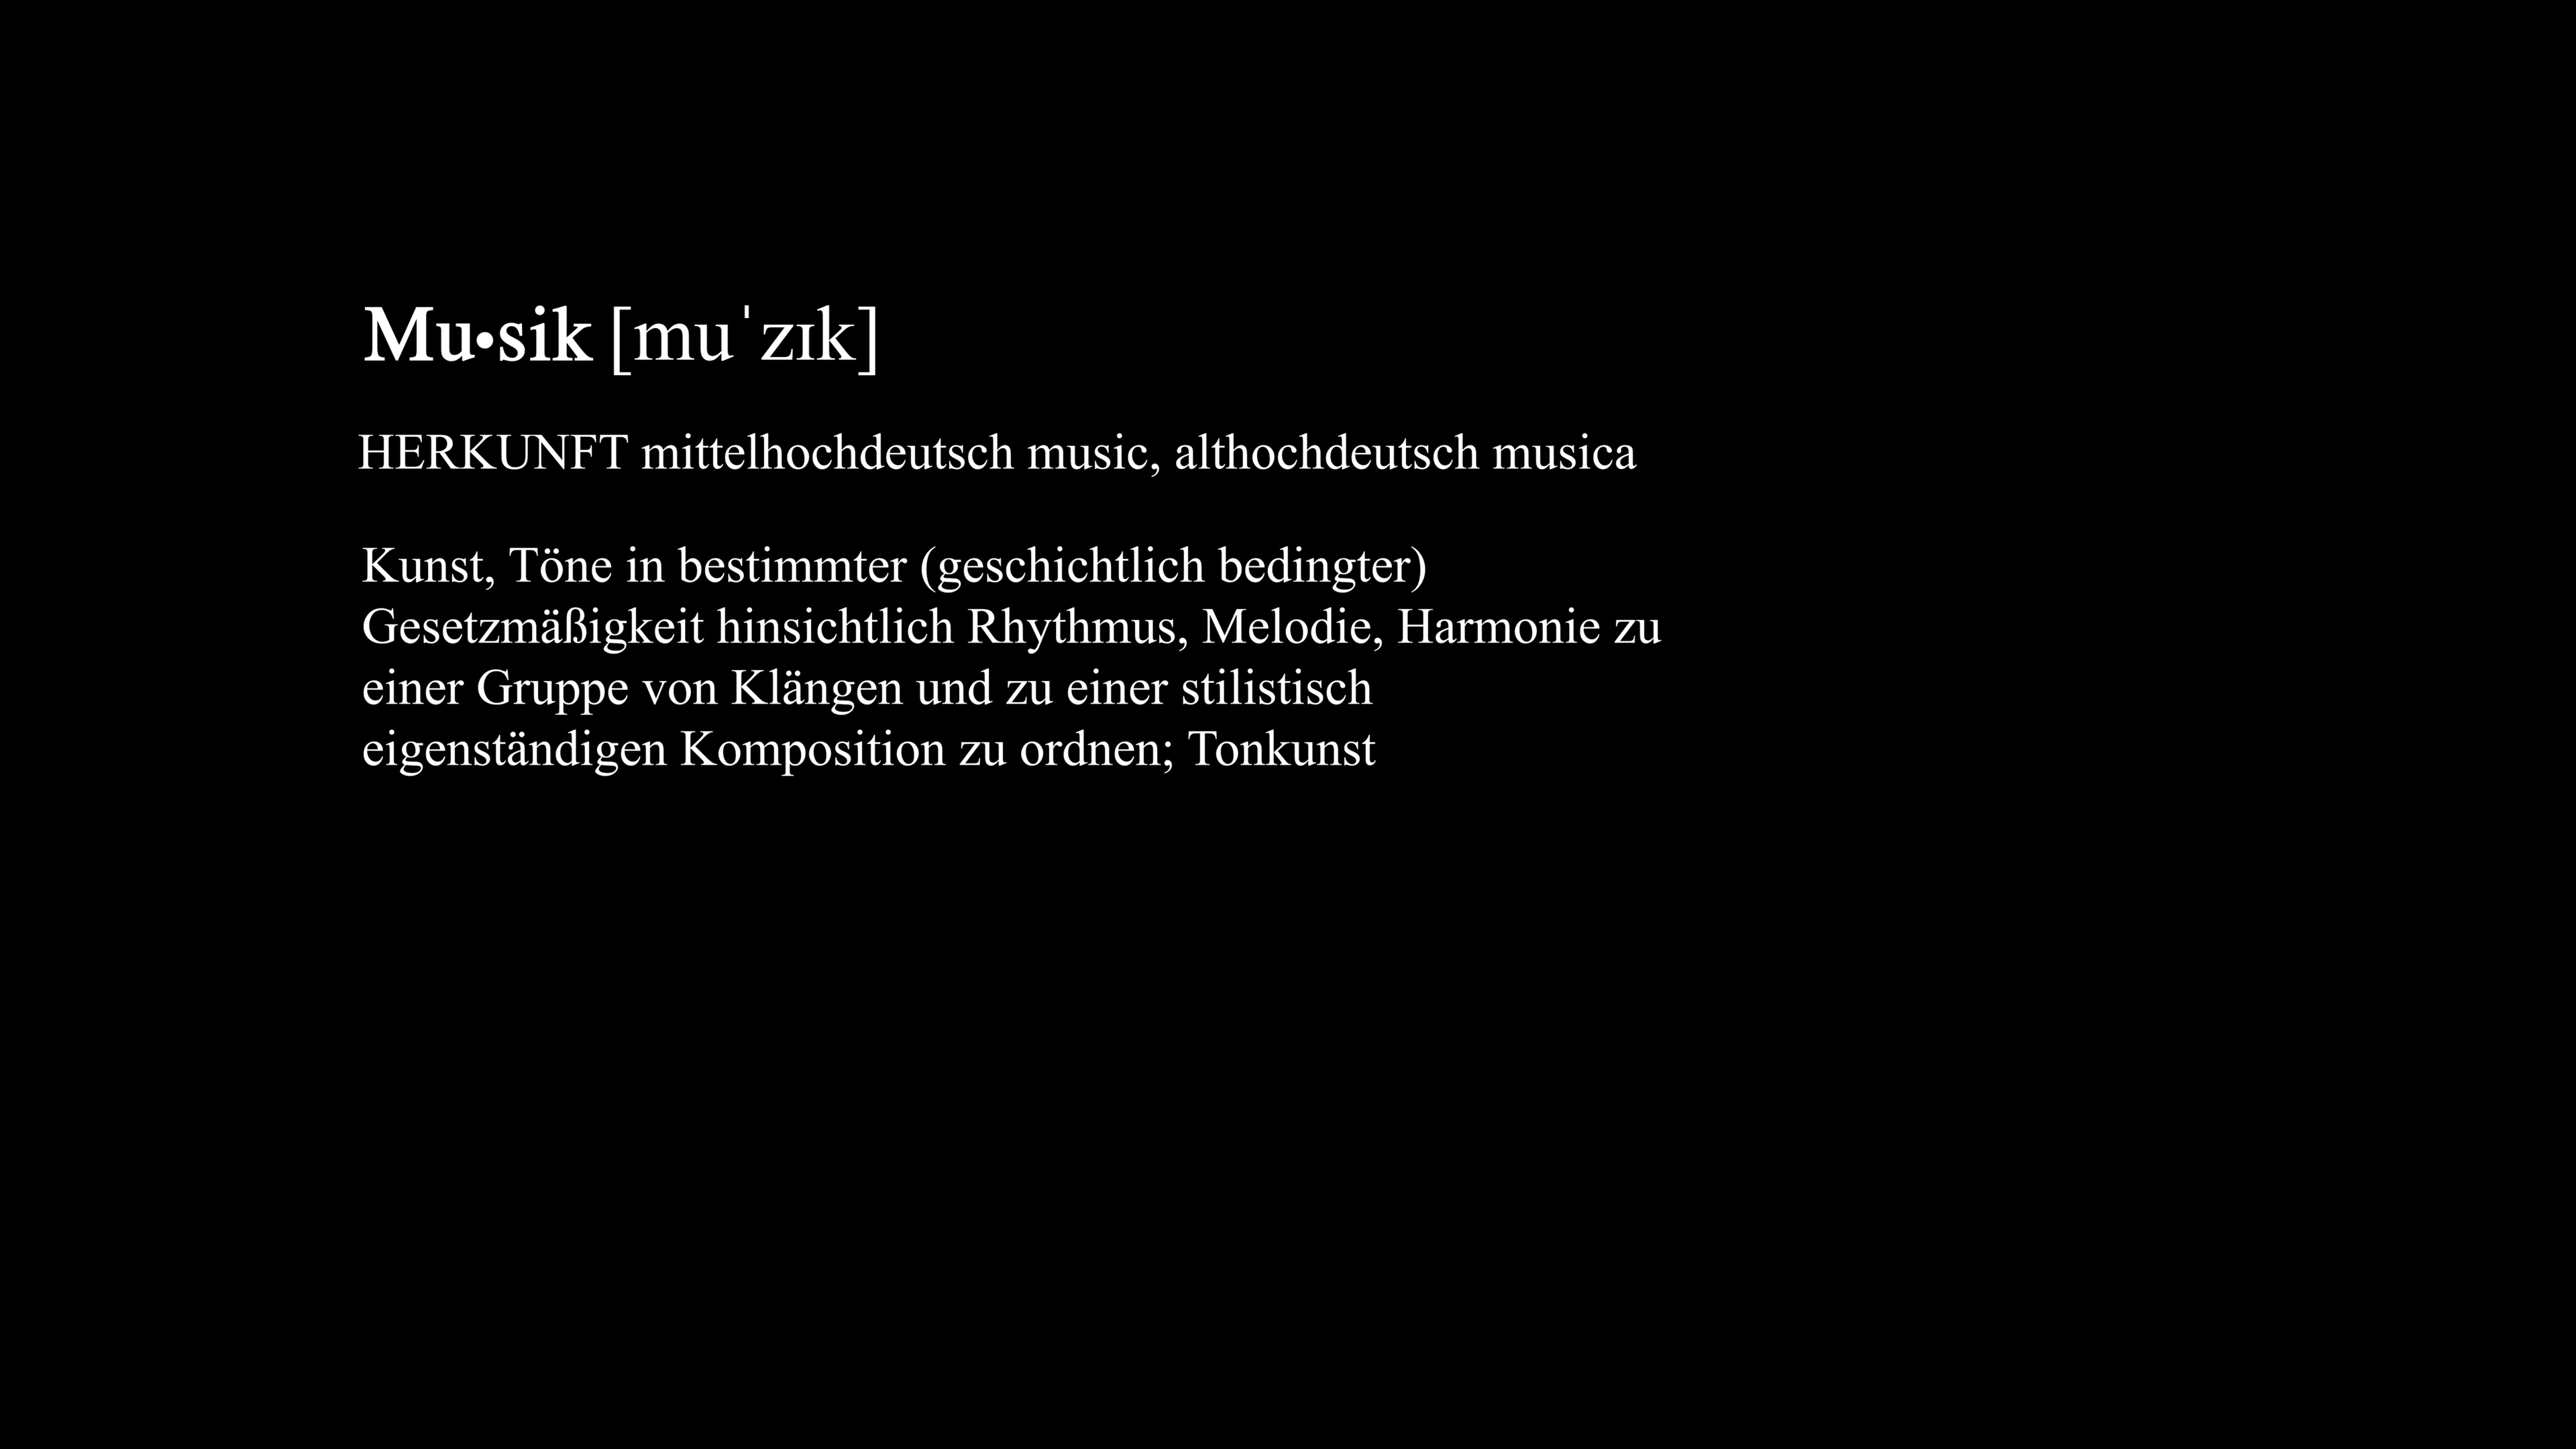 Mu•sik [muˈzɪk]
HERKUNFT mittelhochdeutsch music, althochdeutsch musica
Kunst, Töne in bestimmter (geschichtlich bedingter)
Gesetzmäßigkeit hinsichtlich Rhythmus, Melodie, Harmonie zu
einer Gruppe von Klängen und zu einer stilistisch
eigenständigen Komposition zu ordnen; Tonkunst